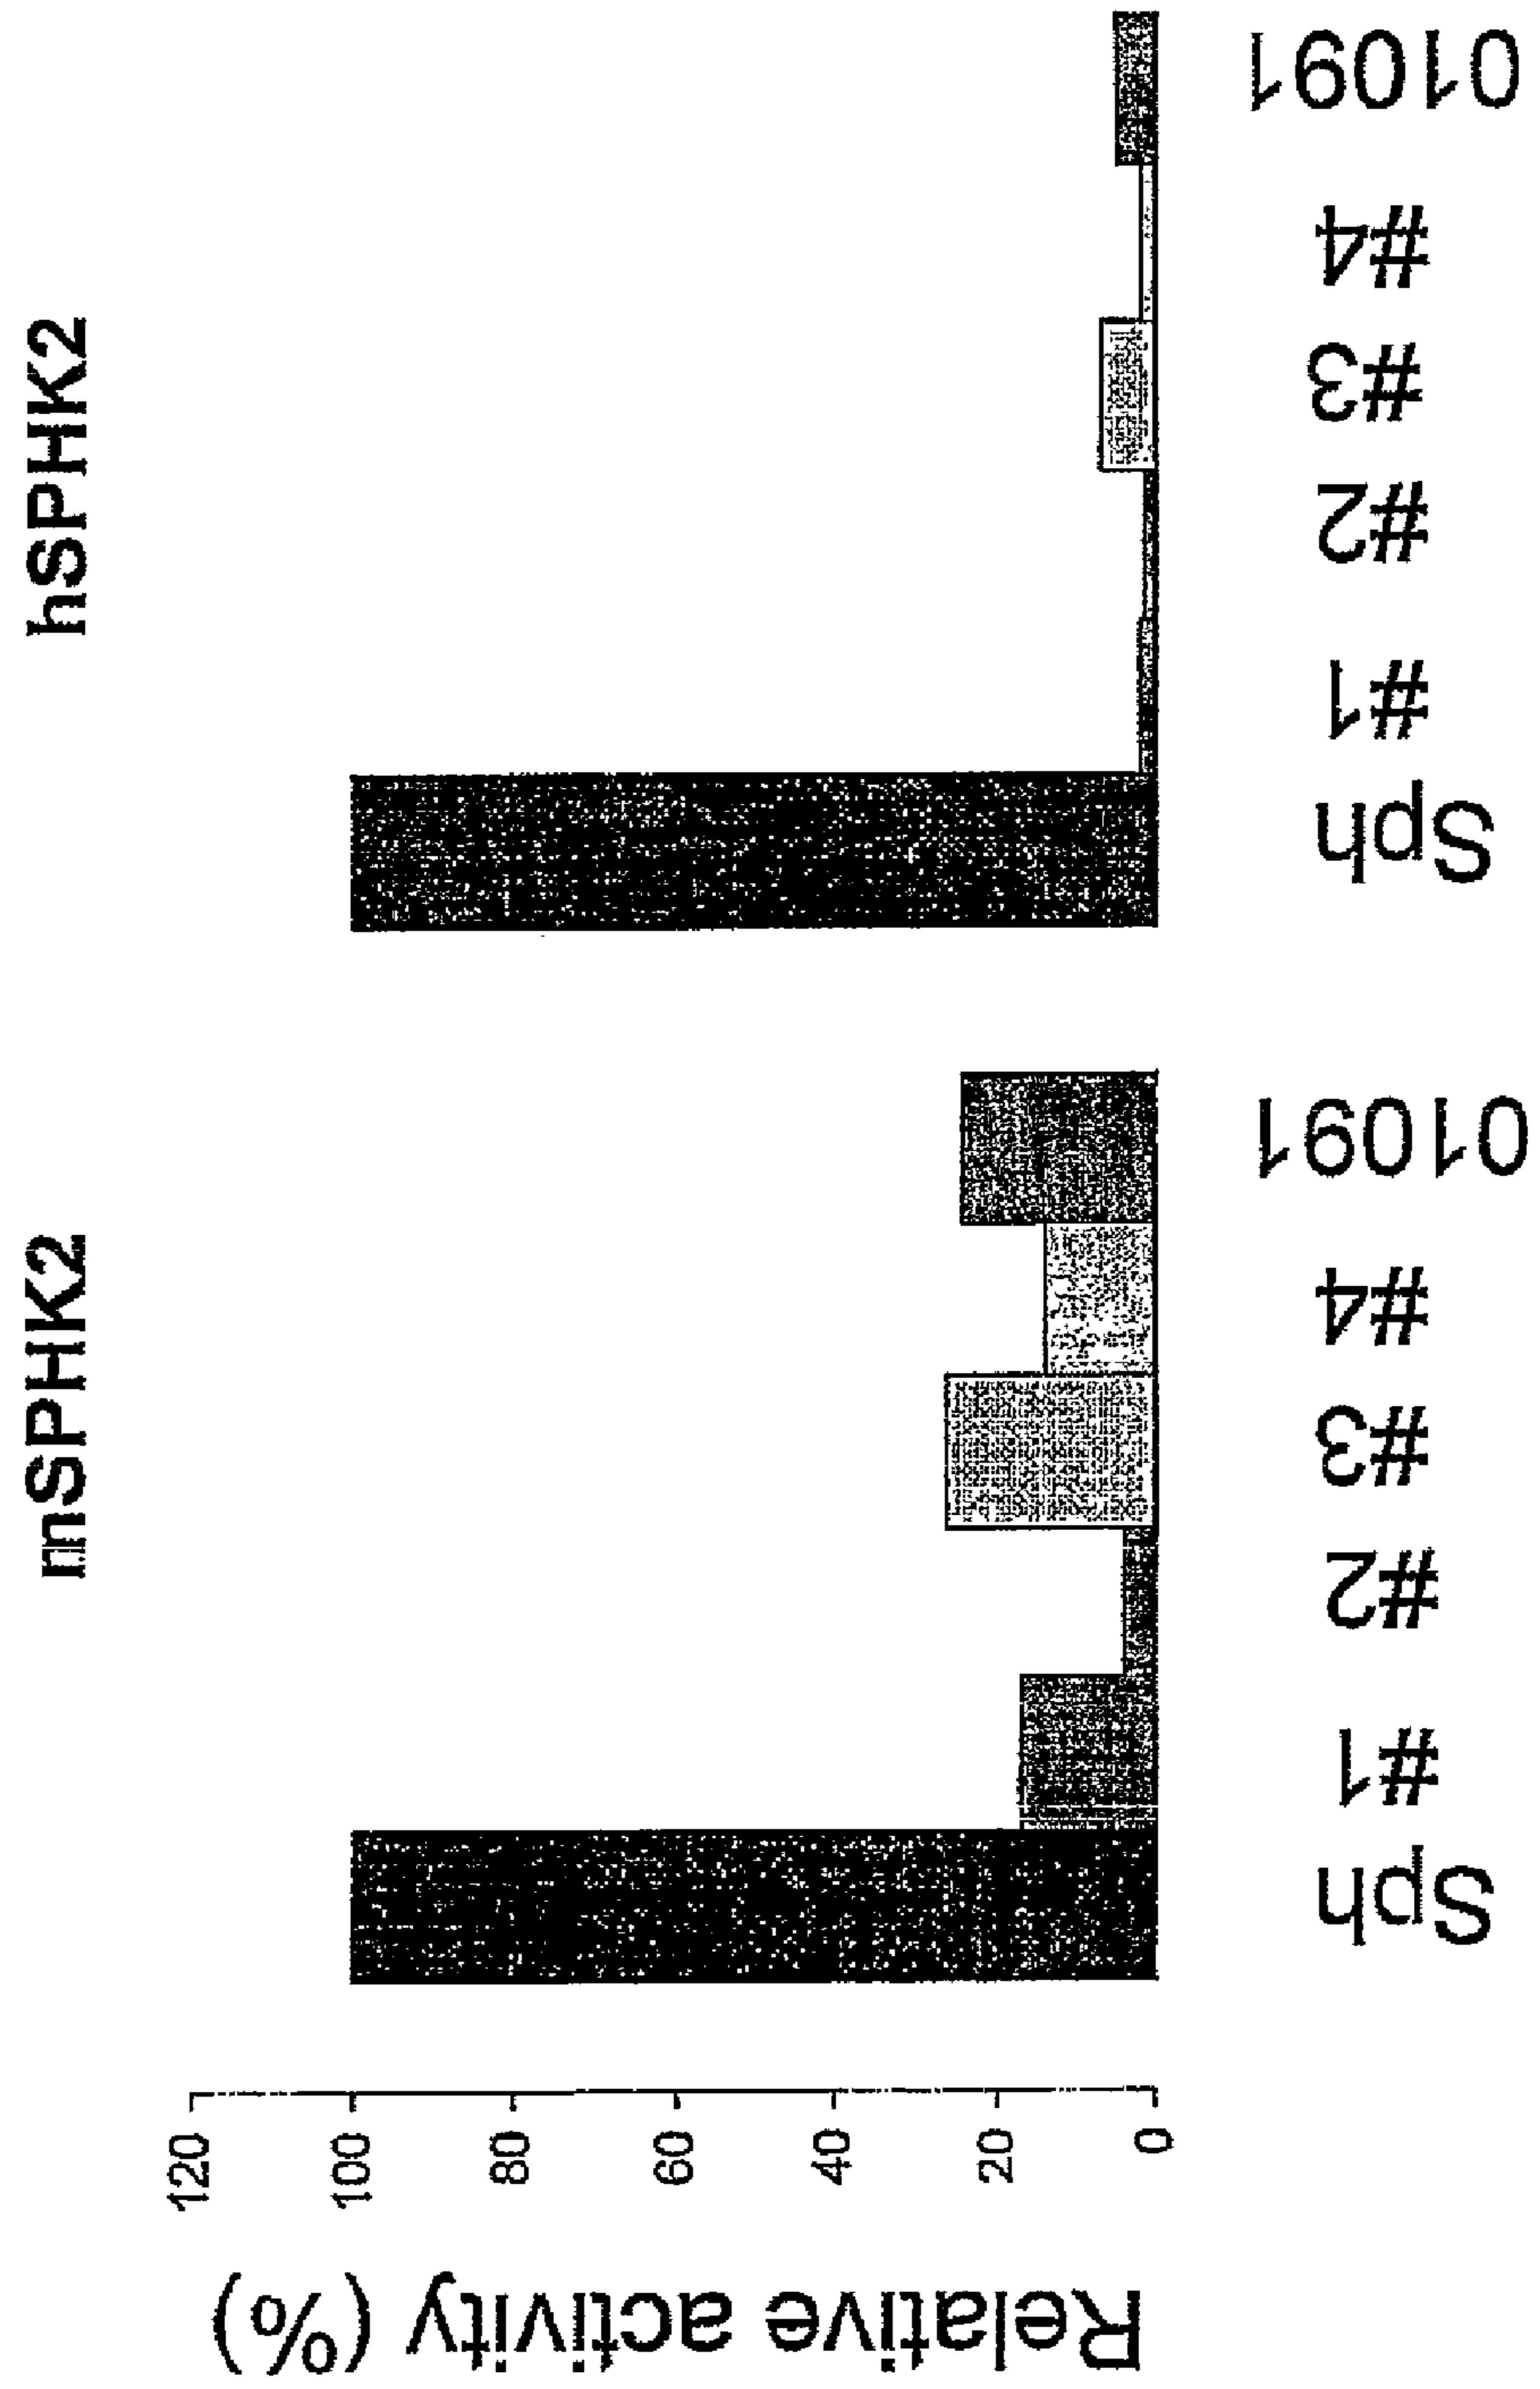 mSPHK2
hSPHK2
Relative activity (%)
120
100
80
60
40
20
0
Sph #1 #2 #3 #4 01091
Sph #1 #2 #3 #4 01091